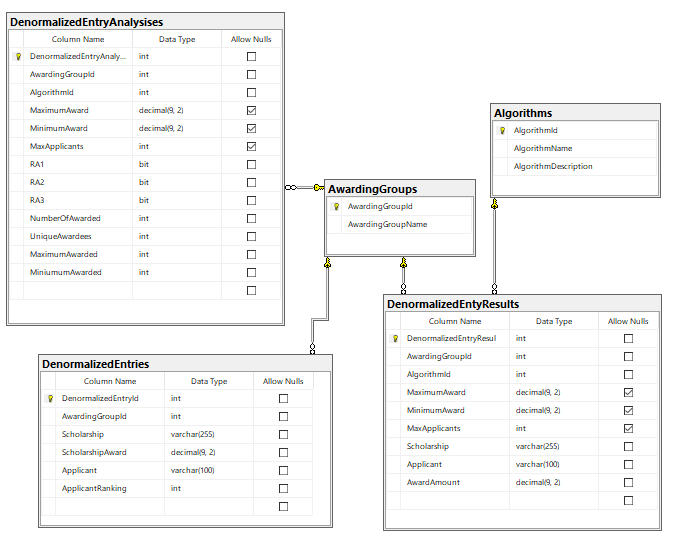 DenormalizedEntryAnalysises
Column Name Data Type Allow Nulls
DenormalizedEntryAnaly... int
AwardingGroupId int
AlgorithmId int
MaximumAward decimal(9, 2)
MinimumAward decimal(9, 2)
MaxApplicants int
RA1 bit
RA2 bit
RA3 bit
NumberOfAwarded int
UniqueAwardees int
MaximumAwarded int
MiniumumAwarded int
Algorithms
AlgorithmId
AlgorithmName
AlgorithmDescription
AwardingGroups
AwardingGroupId
AwardingGroupName
DenormalizedEntries
Column Name Data Type Allow Nulls
DenormalizedEntryId int
AwardingGroupId int
Scholarship varchar(255)
ScholarshipAward decimal(9, 2)
Applicant varchar(100)
ApplicantRanking int
DenormalizedEntyResults
Column Name Data Type Allow Nulls
DenormalizedEntryResul int
AwardingGroupId int
AlgorithmId int
MaximumAward decimal(9, 2)
MinimumAward decimal(9, 2)
MaxApplicants int
Scholarship varchar(255)
Applicant varchar(100)
AwardAmount decimal(9, 2)